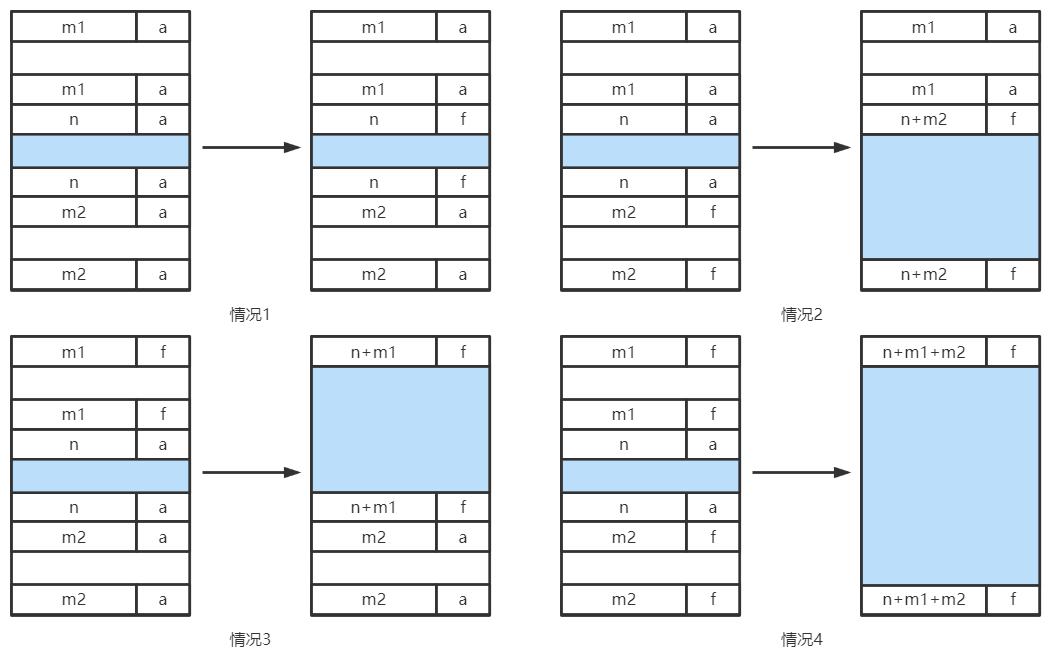 m1 a m1 a m1 a m1 a
m1 a m1 a m1 a m1 a
n a n f n a n+m2 f
n a n f n a
m2 a m2 a m2 f
m2 a m2 a m2 f n+m2 f
情况1 情况2
m1 f n+m1 f m1 f n+m1+m2 f
m1 f m1 f
n a n a
n a n+m1 f n a
m2 a m2 a m2 f
m2 a m2 a m2 f n+m1+m2 f
情况3 情况4